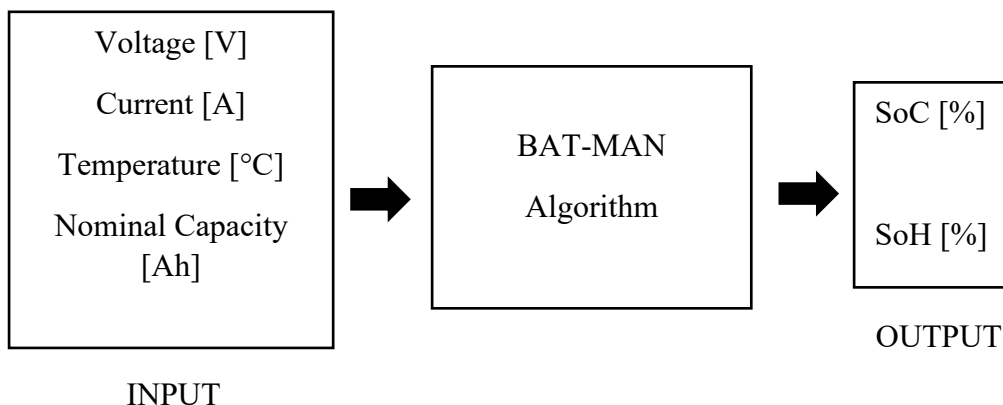 Voltage [V]
Current [A]
Temperature [°C]
Nominal Capacity
[Ah]
INPUT
BAT-MAN
Algorithm
SoC [%]
SoH [%]
OUTPUT